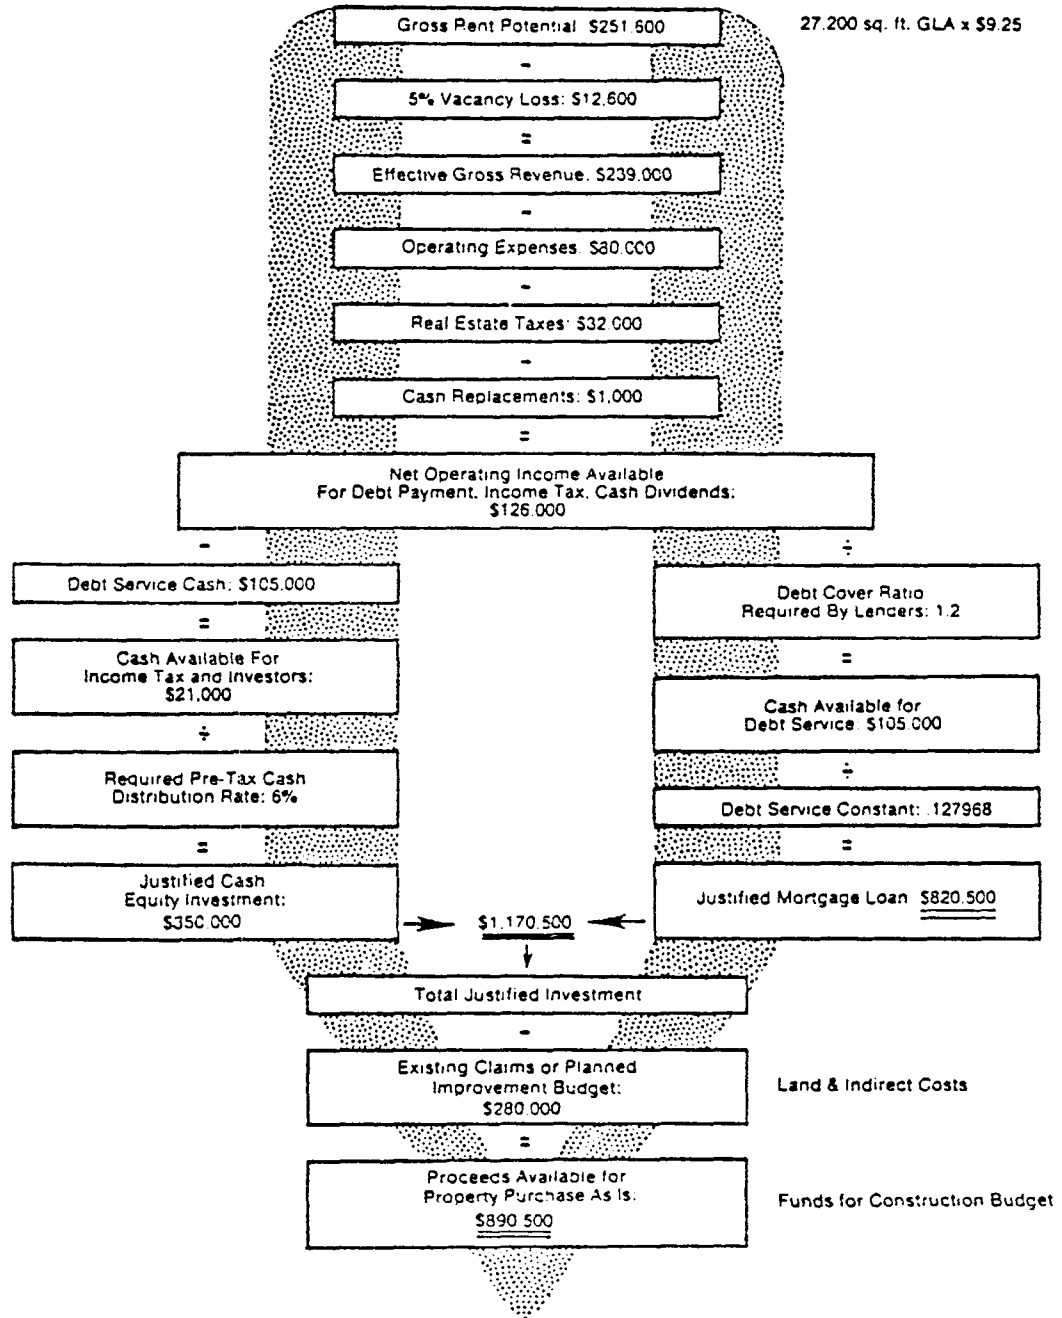 Gross Rent Potential $251.600
27.200 sq. ft. GLA x $9.25
-
5% Vacancy Loss: $12,600
=
Effective Gross Revenue. $239.000
-
Operating Expenses. $80.000
-
Real Estate Taxes: $32.000
-
Cash Replacements: $1,000
=
Net Operating Income Available
For Debt Payment, Income Tax, Cash Dividends:
$126.000
-
Debt Service Cash: $105.000
=
Cash Available For
Income Tax and Investors:
$21,000
÷
Required Pre-Tax Cash
Distribution Rate: 6%
=
Justified Cash
Equity Investment:
$350.000
÷
Debt Cover Ratio
Required By Lenders: 1.2
=
Cash Available for
Debt Service: $105.000
÷
Debt Service Constant: .127968
=
Justified Mortgage Loan $820.500
$1.170.500
Total Justified Investment
-
Existing Claims or Planned
Improvement Budget:
$280.000
Land & Indirect Costs
=
Proceeds Available for
Property Purchase As Is:
$890 500
Funds for Construction Budget